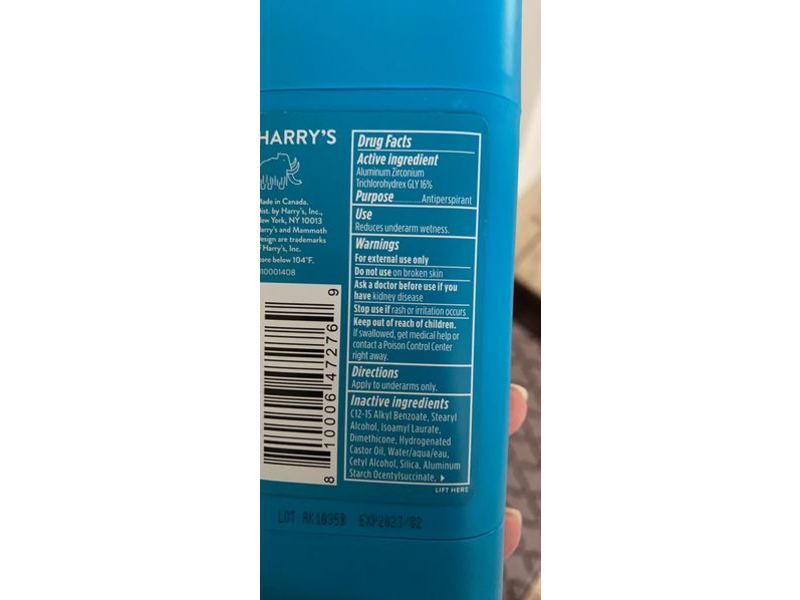 HARRY'S
Made in Canada.
Dist. by Harry's, Inc.,
New York, NY 10013
Harry's and Mammoth
Design are trademarks
of Harry's, Inc.
Store below 104°F.
10001408
8 10006 47276 9
Drug Facts
Active ingredient
Aluminum Zirconium
Trichlorohydrex GLY 16%
Purpose Antiperspirant
Use
Reduces underarm wetness.
Warnings
For external use only
Do not use on broken skin
Ask a doctor before use if you
have kidney disease
Stop use if rash or irritation occurs
Keep out of reach of children.
If swallowed, get medical help or
contact a Poison Control Center
right away.
Directions
Apply to underarms only.
Inactive ingredients
C12-15 Alkyl Benzoate, Stearyl
Alcohol, Isoamyl Laurate,
Dimethicone, Hydrogenated
Castor Oil, Water/aqua/eau,
Cetyl Alcohol, Silica, Aluminum
Starch Ocentylsuccinate,
LIFT HERE
LOT AK1035B EXP2023/02